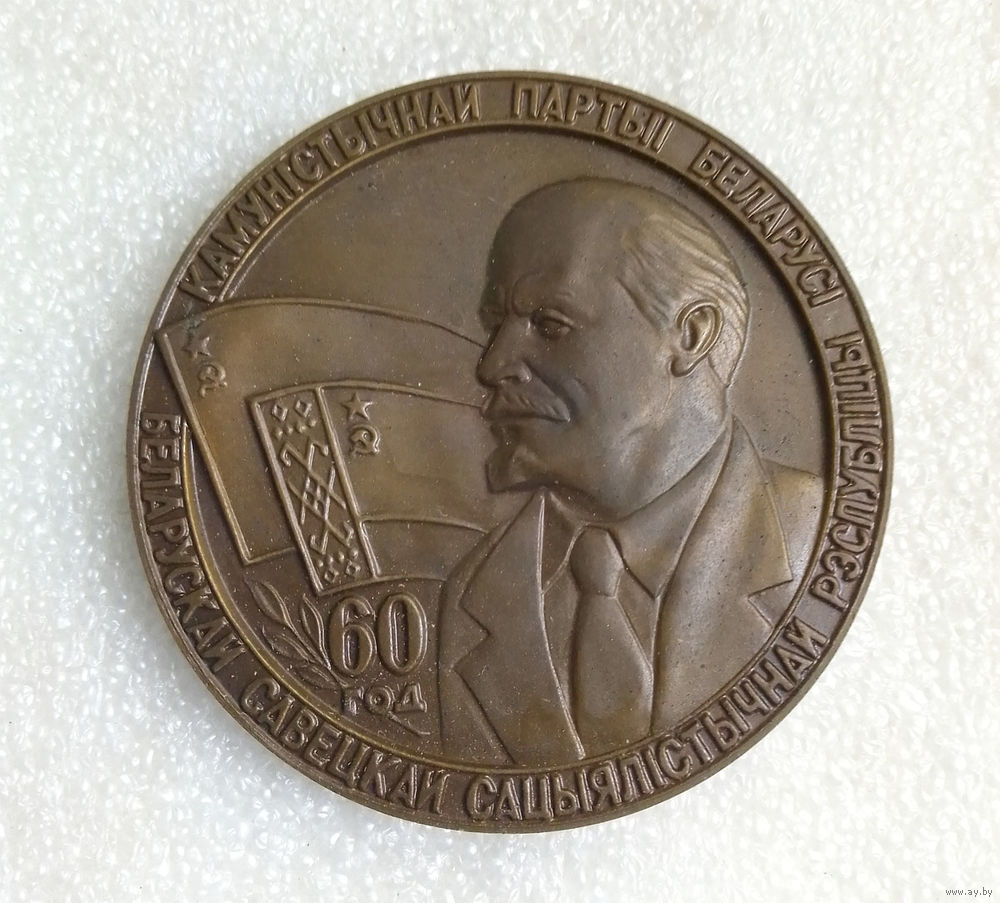 КАМУНІСТЫЧНАЙ ПАРТЫІ БЕЛАРУСІ
БЕЛАРУСКАЙ САВЕЦКАЙ САЦЫЯЛІСТЫЧНАЙ РЭСПУБЛІЦЫ
60
ГОД
www.ay.by